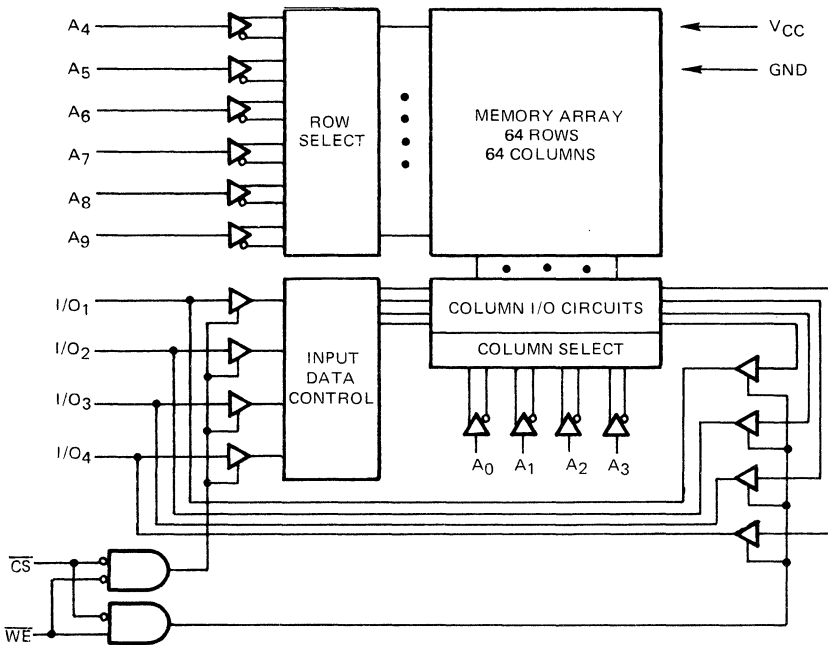 A4
A5
A6
A7
A8
A9
ROW
SELECT
MEMORY ARRAY
64 ROWS
64 COLUMNS
VCC
GND
I/O1
I/O2
I/O3
I/O4
INPUT
DATA
CONTROL
COLUMN I/O CIRCUITS
COLUMN SELECT
A0
A1
A2
A3
CS
WE